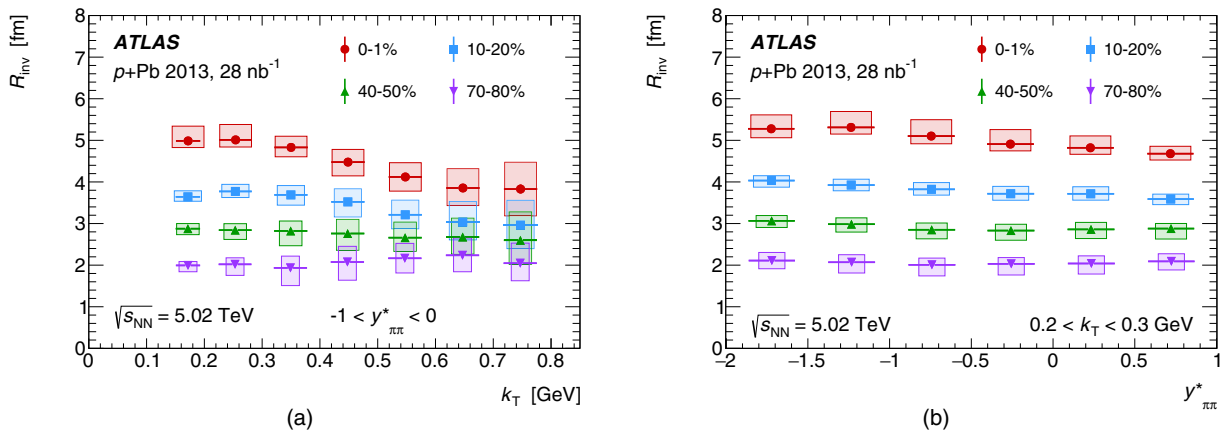 R_inv [fm]
8
7
6
5
4
3
2
1
0
ATLAS
p+Pb 2013, 28 nb⁻¹
0-1% 10-20%
40-50% 70-80%
√s_NN = 5.02 TeV -1 < y*_ππ < 0
0 0.1 0.2 0.3 0.4 0.5 0.6 0.7 0.8
k_T [GeV]
(a)
R_inv [fm]
8
7
6
5
4
3
2
1
0
ATLAS
p+Pb 2013, 28 nb⁻¹
0-1% 10-20%
40-50% 70-80%
√s_NN = 5.02 TeV 0.2 < k_T < 0.3 GeV
−2 −1.5 −1 −0.5 0 0.5 1
y*_ππ
(b)